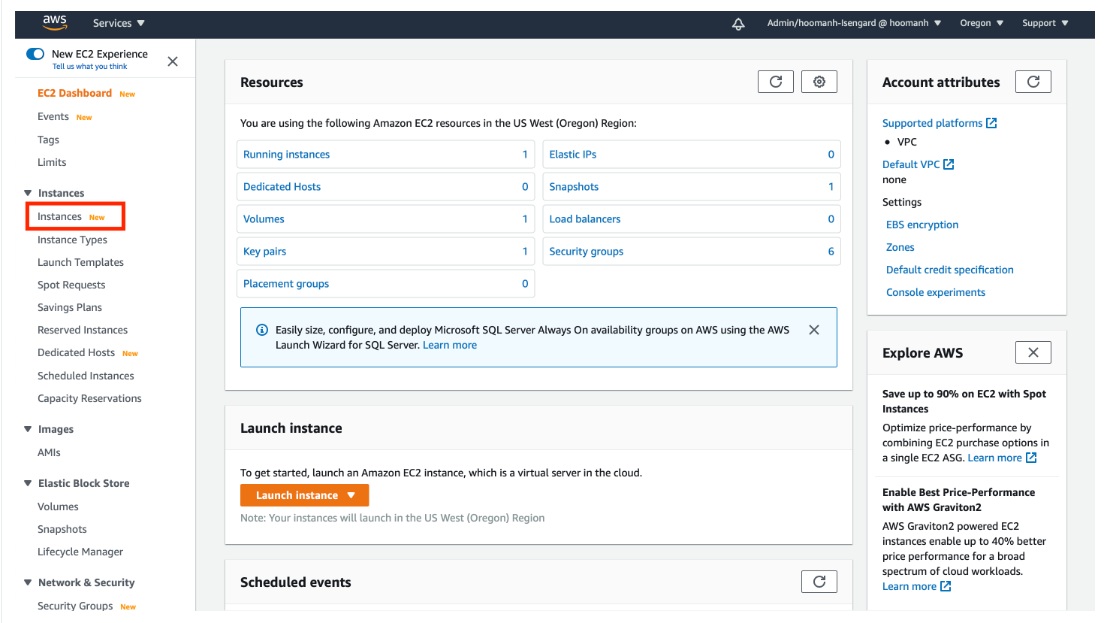 aws
Services
Admin/hoomanh-Isengard @ hoomanh
Oregon
Support
New EC2 Experience
Tell us what you think
EC2 Dashboard New
Events New
Tags
Limits
Instances
Instances New
Instance Types
Launch Templates
Spot Requests
Savings Plans
Reserved Instances
Dedicated Hosts New
Scheduled Instances
Capacity Reservations
Images
AMIs
Elastic Block Store
Volumes
Snapshots
Lifecycle Manager
Network & Security
Security Groups New
Resources
You are using the following Amazon EC2 resources in the US West (Oregon) Region:
Running instances 1
Elastic IPs 0
Dedicated Hosts 0
Snapshots 1
Volumes 1
Load balancers 0
Key pairs 1
Security groups 6
Placement groups 0
Easily size, configure, and deploy Microsoft SQL Server Always On availability groups on AWS using the AWS
Launch Wizard for SQL Server. Learn more
Launch instance
To get started, launch an Amazon EC2 instance, which is a virtual server in the cloud.
Launch instance
Note: Your instances will launch in the US West (Oregon) Region
Scheduled events
Account attributes
Supported platforms
• VPC
Default VPC
none
Settings
EBS encryption
Zones
Default credit specification
Console experiments
Explore AWS
Save up to 90% on EC2 with Spot
Instances
Optimize price-performance by
combining EC2 purchase options in
a single EC2 ASG. Learn more
Enable Best Price-Performance
with AWS Graviton2
AWS Graviton2 powered EC2
instances enable up to 40% better
price performance for a broad
spectrum of cloud workloads.
Learn more